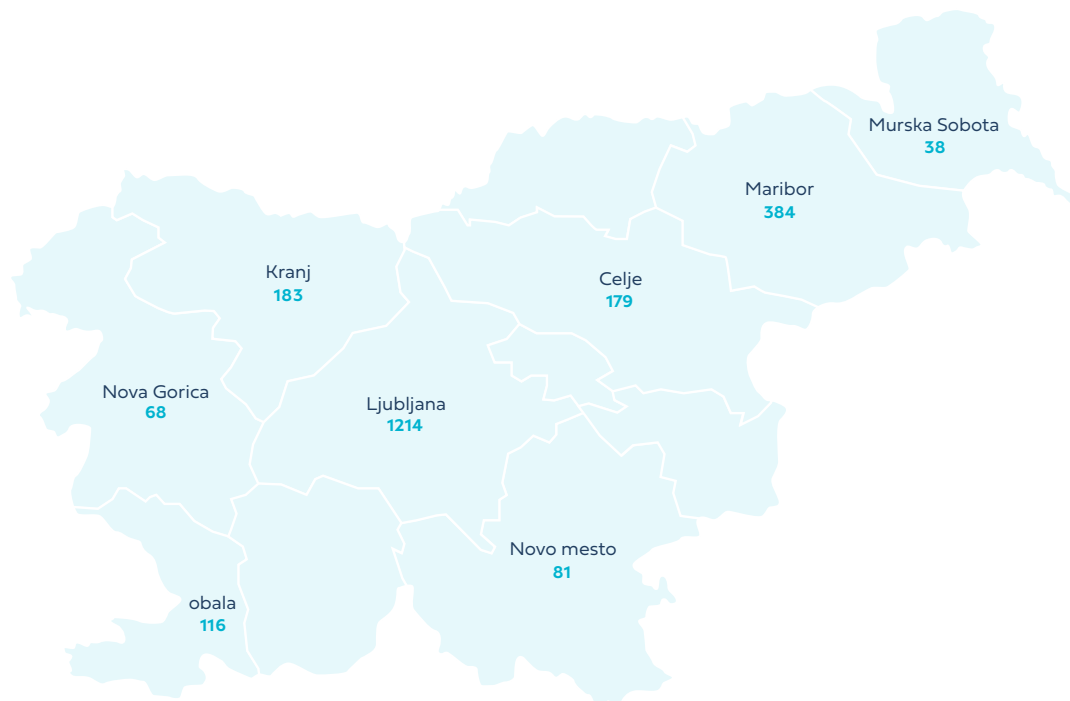 Murska Sobota
38
Maribor
384
Kranj
183
Celje
179
Nova Gorica
68
Ljubljana
1214
Novo mesto
81
obala
116